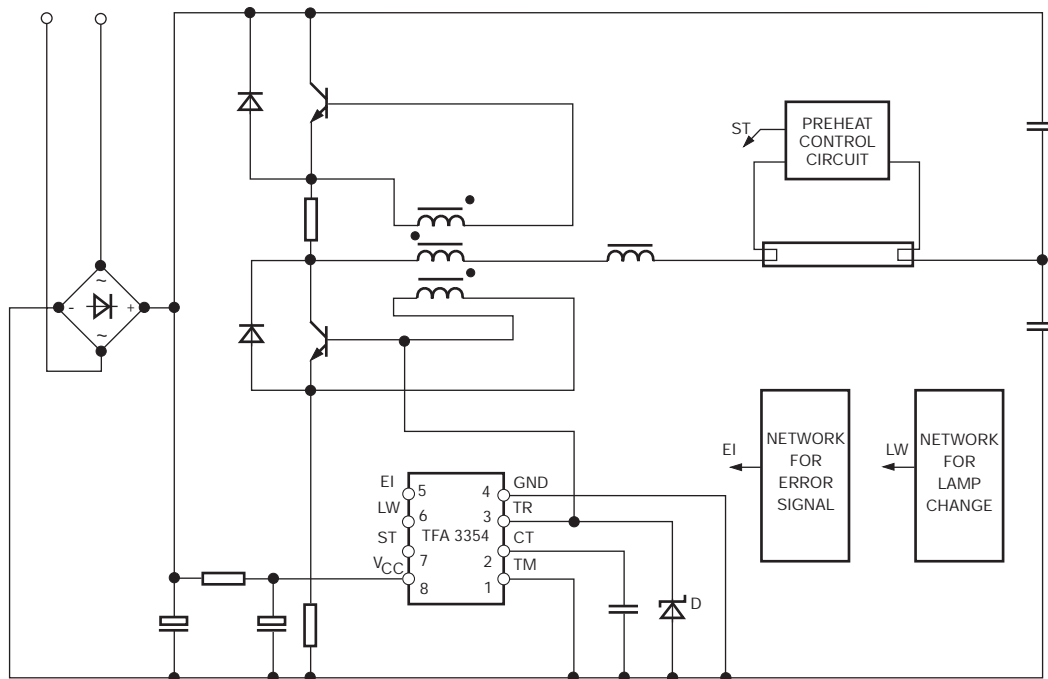 PREHEAT
CONTROL
CIRCUIT
ST
~
- +
~
NETWORK
FOR
ERROR
SIGNAL
EI
NETWORK
FOR
LAMP
CHANGE
LW
EI 5 4 GND
LW 6 3 TR
TFA 3354
ST 7 2 CT
VCC 8 1 TM
D